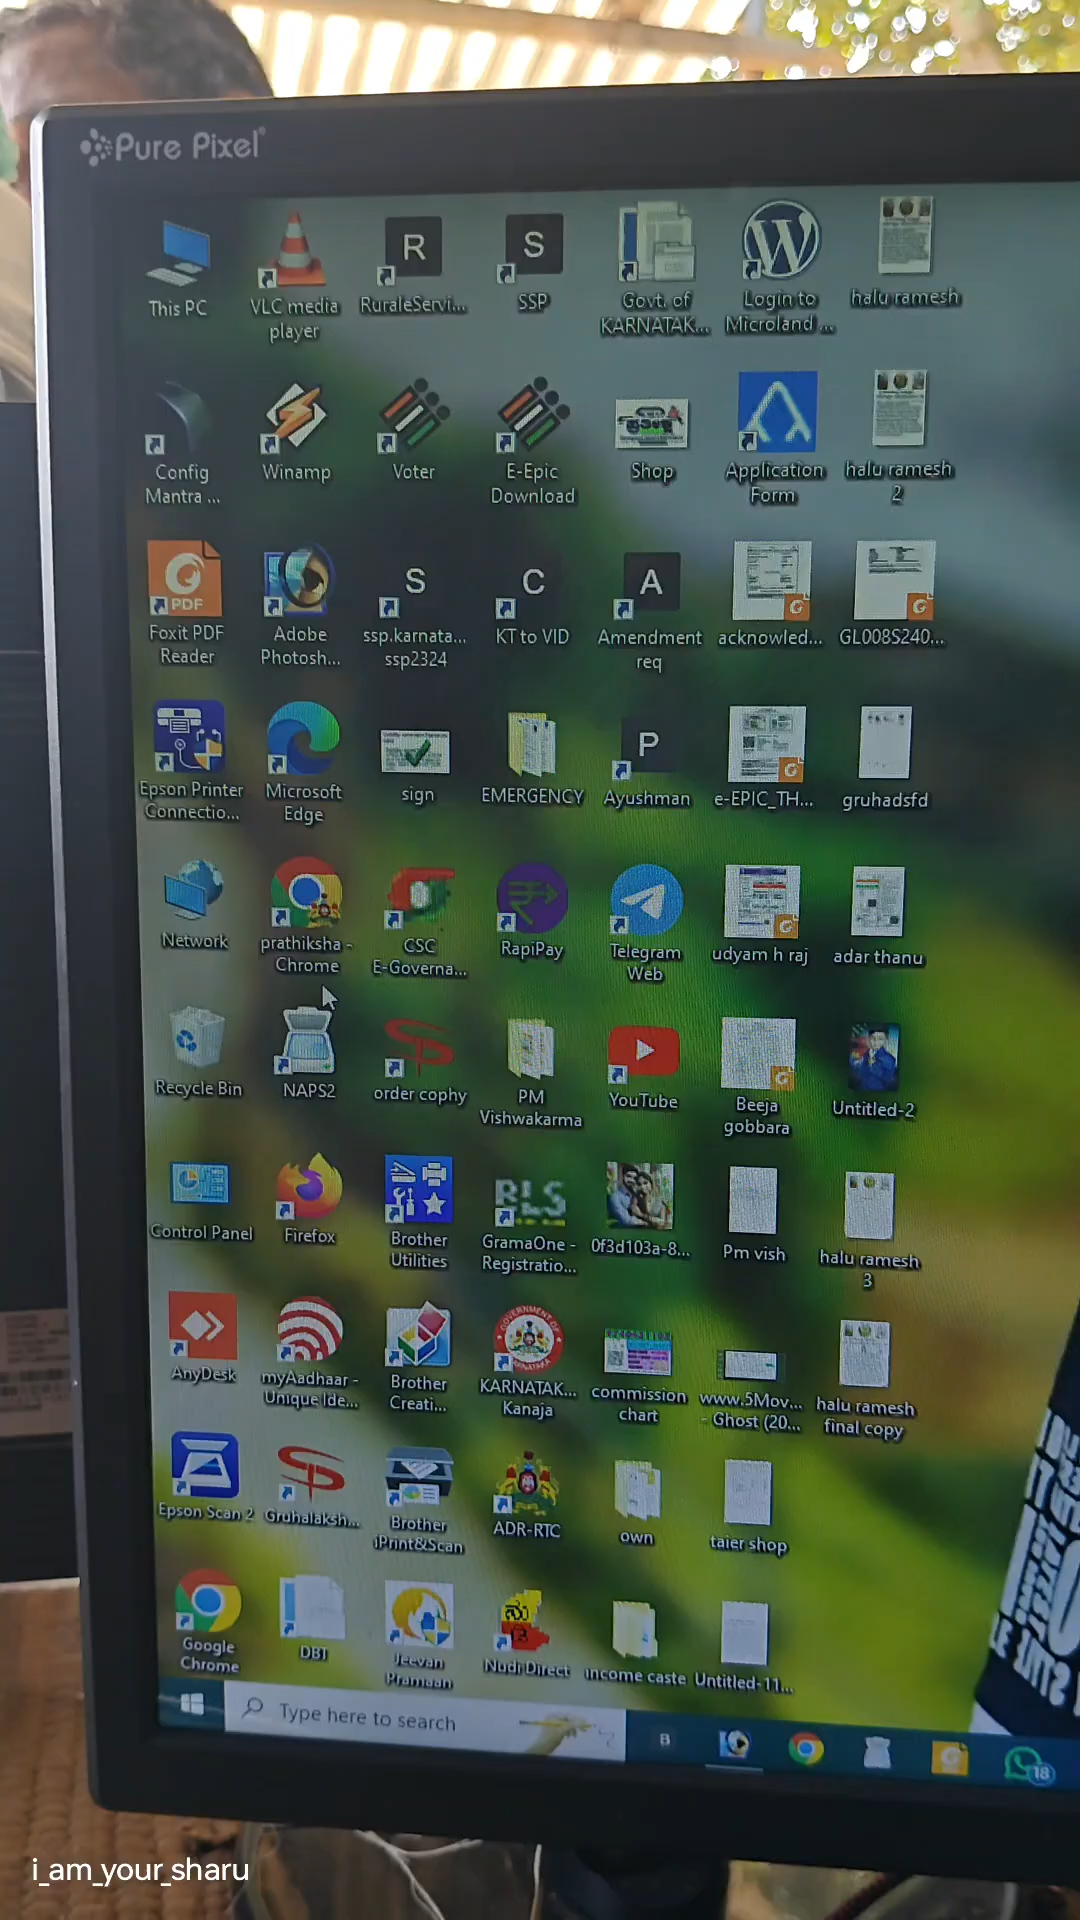 Pure Pixel
This PC
VLC media
player
RuraleServi...
SSP
Govt. of
KARNATAK...
Login to
Microland ...
halu ramesh
Config
Mantra ...
Winamp
Voter
E-Epic
Download
Shop
Application
Form
halu ramesh
2
PDF
Foxit PDF
Reader
Adobe
Photosh...
ssp.karnata...
ssp2324
KT to VID
Amendment
req
acknowled...
GL008S240...
Epson Printer
Connectio...
Microsoft
Edge
sign
EMERGENCY
Ayushman
e-EPIC_TH...
gruhadsfd
Network
prathiksha -
Chrome
CSC
E-Governa...
RapiPay
Telegram
Web
udyam h raj
adar thanu
Recycle Bin
NAPS2
order cophy
PM
Vishwakarma
YouTube
Beeja
gobbara
Untitled-2
Control Panel
Firefox
Brother
Utilities
GramaOne -
Registratio...
0f3d103a-8...
Pm vish
halu ramesh
3
AnyDesk
myAadhaar -
Unique Ide...
Brother
Creati...
KARNATAK...
Kanaja
commission
chart
www.5Mov...
- Ghost (20...
halu ramesh
final copy
Epson Scan 2
Gruhalaksh...
Brother
iPrint&Scan
ADR-RTC
own
taier shop
Google
Chrome
DBT
Jeevan
Pramaan
Nudi Direct
income caste
Untitled-11...
Type here to search
B
18
i_am_your_sharu